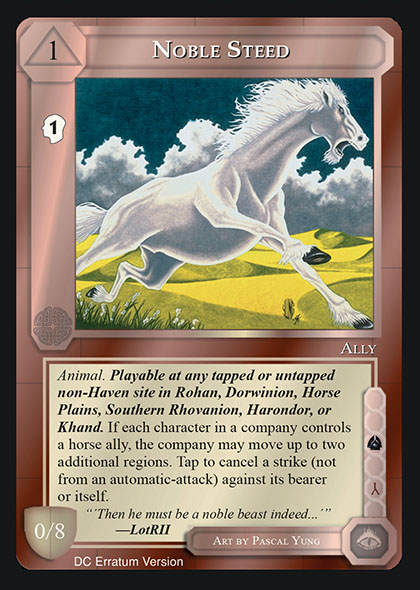 1
NOBLE STEED
1
ALLY
Animal. Playable at any tapped or untapped
non-Haven site in Rohan, Dorwinion, Horse
Plains, Southern Rhovanion, Harondor, or
Khand. If each character in a company controls
a horse ally, the company may move up to two
additional regions. Tap to cancel a strike (not
from an automatic-attack) against its bearer
or itself.
“‘Then he must be a noble beast indeed...’”
—LotRII
0/8
ART BY PASCAL YUNG
DC Erratum Version